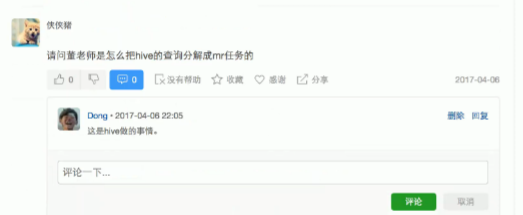 侠侠猪
请问董老师是怎么把hive的查询分解成mr任务的
0 0 没有帮助 收藏 感谢 分享 2017-04-06
Dong • 2017-04-06 22:05 删除 回复
这是hive做的事情。
评论一下...
评论 取消